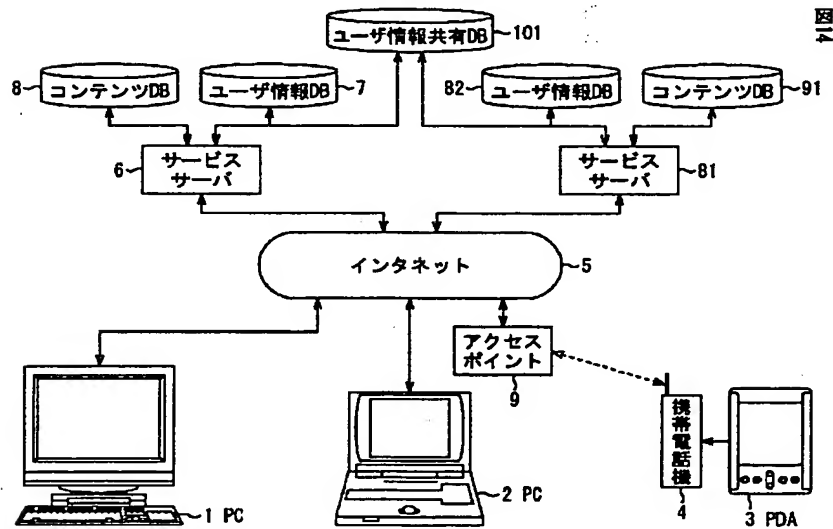 図14
ユーザ情報共有DB
101
8
コンテンツDB
ユーザ情報DB
7
82
ユーザ情報DB
コンテンツDB
91
6
サービス
サーバ
サービス
サーバ
81
インタネット
5
アクセス
ポイント
9
携帯電話機
4
1 PC
2 PC
3 PDA